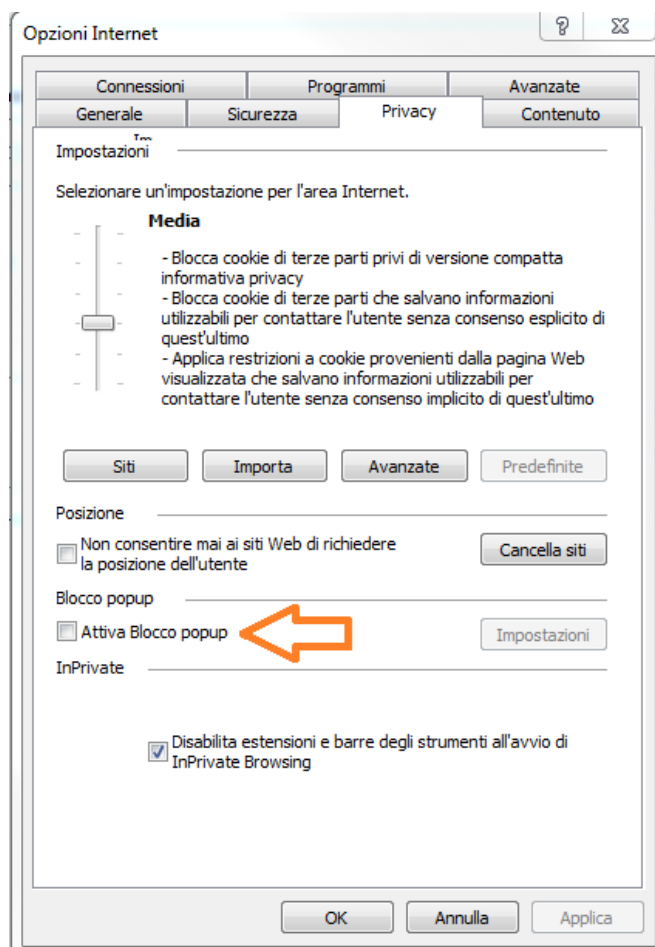 Opzioni Internet
Connessioni
Programmi
Avanzate
Generale
Sicurezza
Privacy
Contenuto
Impostazioni
Selezionare un'impostazione per l'area Internet.
Media
- Blocca cookie di terze parti privi di versione compatta
informativa privacy
- Blocca cookie di terze parti che salvano informazioni
utilizzabili per contattare l'utente senza consenso esplicito di
quest'ultimo
- Applica restrizioni a cookie provenienti dalla pagina Web
visualizzata che salvano informazioni utilizzabili per
contattare l'utente senza consenso implicito di quest'ultimo
Siti
Importa
Avanzate
Predefinite
Posizione
Non consentire mai ai siti Web di richiedere
la posizione dell'utente
Cancella siti
Blocco popup
Attiva Blocco popup
Impostazioni
InPrivate
Disabilita estensioni e barre degli strumenti all'avvio di
InPrivate Browsing
OK
Annulla
Applica